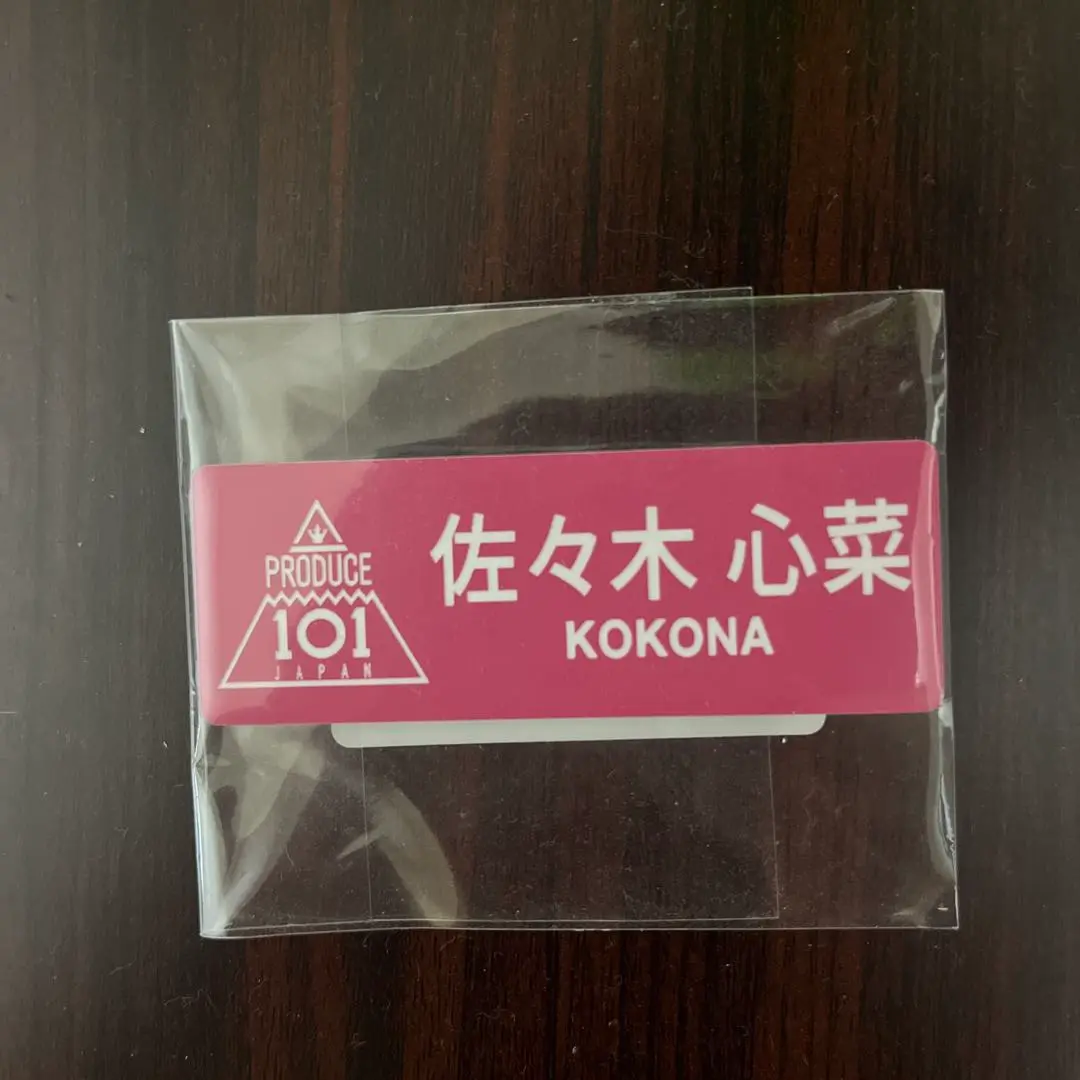 PRODUCE
101
JAPAN
佐々木 心菜
KOKONA